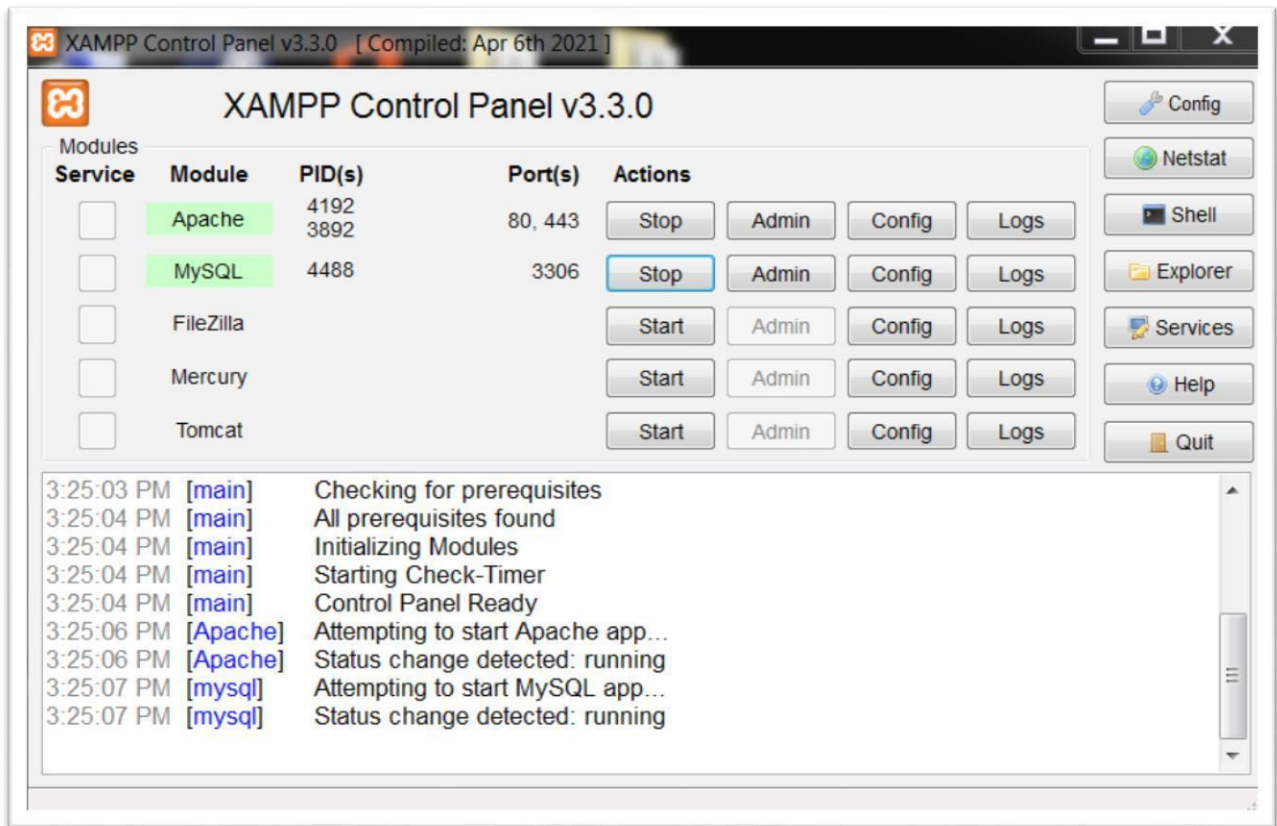 XAMPP Control Panel v3.3.0 [ Compiled: Apr 6th 2021 ]
XAMPP Control Panel v3.3.0
Config
Modules
Service Module PID(s) Port(s) Actions
Netstat
Apache 4192 3892 80, 443 Stop Admin Config Logs
Shell
MySQL 4488 3306 Stop Admin Config Logs
Explorer
FileZilla Start Admin Config Logs
Services
Mercury Start Admin Config Logs
Help
Tomcat Start Admin Config Logs
Quit
3:25:03 PM [main] Checking for prerequisites
3:25:04 PM [main] All prerequisites found
3:25:04 PM [main] Initializing Modules
3:25:04 PM [main] Starting Check-Timer
3:25:04 PM [main] Control Panel Ready
3:25:06 PM [Apache] Attempting to start Apache app...
3:25:06 PM [Apache] Status change detected: running
3:25:07 PM [mysql] Attempting to start MySQL app...
3:25:07 PM [mysql] Status change detected: running